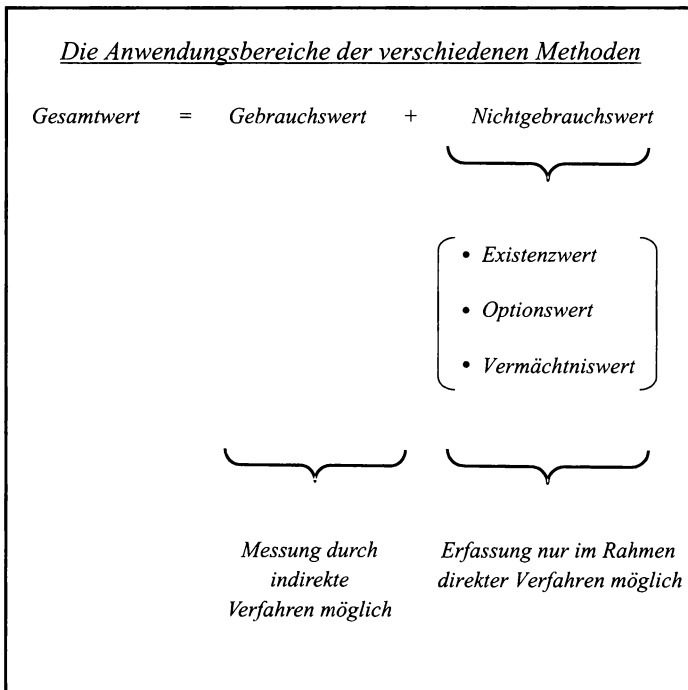 Die Anwendungsbereiche der verschiedenen Methoden
Gesamtwert = Gebrauchswert + Nichtgebrauchswert
• Existenzwert
• Optionswert
• Vermächtniswert
Messung durch Erfassung nur im Rahmen
indirekte direkter Verfahren möglich
Verfahren möglich